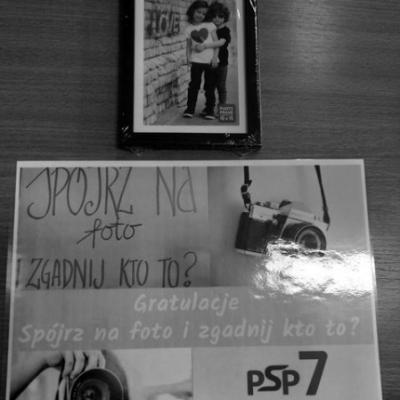 LOVE
SPÓJRZ NA
foto
I ZGADNIJ KTO TO?
Gratulacje
Spójrz na foto i zgadnij kto to?
PSP7